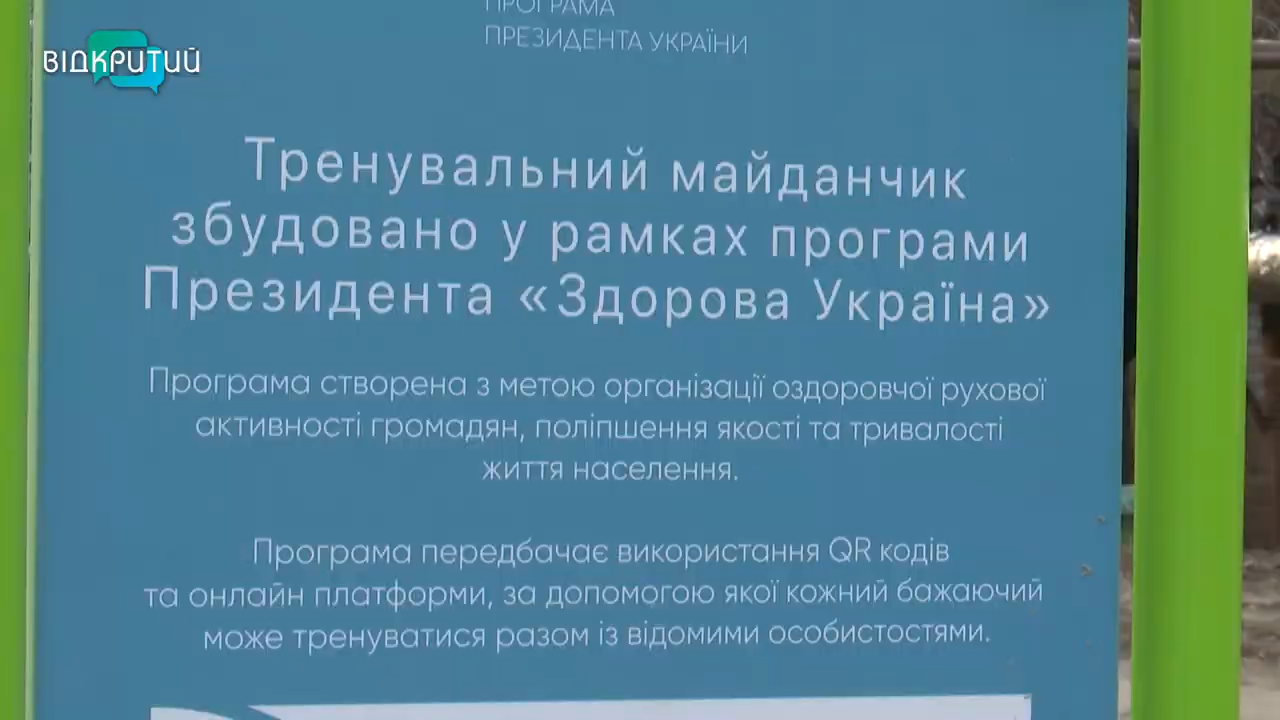 ПРОГРАМА
ПРЕЗИДЕНТА УКРАЇНИ
ВІДКРИТИЙ
Тренувальний майданчик
збудовано у рамках програми
Президента «Здорова Україна»
Програма створена з метою організації оздоровчої рухової
активності громадян, поліпшення якості та тривалості
життя населення.
Програма передбачає використання QR кодів
та онлайн платформи, за допомогою якої кожний бажаючий
може тренуватися разом із відомими особистостями.